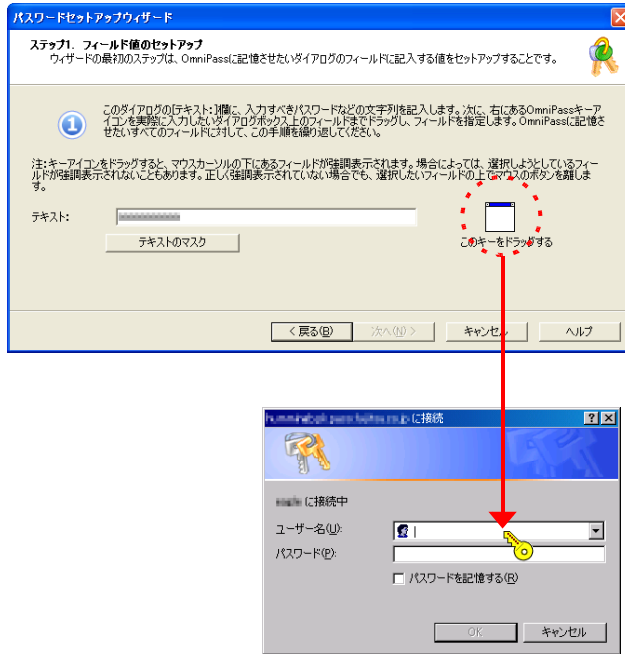 パスワードセットアップウィザード
ステップ1. フィールド値のセットアップ
ウィザードの最初のステップは、OmniPassに記憶させたいダイアログのフィールドに記入する値をセットアップすることです。
このダイアログの[テキスト:]欄に、入力すべきパスワードなどの文字列を記入します。次に、右にあるOmniPassキーア
イコンを実際に入力したいダイアログボックス上のフィールドまでドラッグし、フィールドを指定します。OmniPassに記憶さ
せたいすべてのフィールドに対して、この手順を繰り返してください。
注:キーアイコンをドラッグすると、マウスカーソルの下にあるフィールドが強調表示されます。場合によっては、選択しようとしているフィー
ルドが強調表示されないこともあります。正しく強調表示されていない場合でも、選択したいフィールドの上でマウスのボタンを離しま
す。
テキスト:
テキストのマスク
このキーをドラッグする
< 戻る(B) 次へ(N) > キャンセル ヘルプ
に接続
に接続中
ユーザー名(U):
パスワード(P):
パスワードを記憶する(R)
OK キャンセル